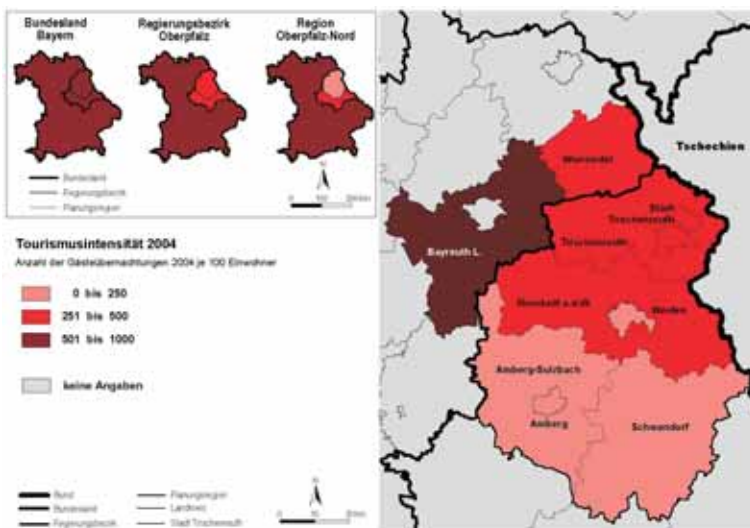 Bundesland
Bayern
Regierungsbezirk
Oberpfalz
Region
Oberpfalz-Nord
Bundesland
Regierungsbezirk
Planungsregion
Tourismusintensität 2004
Anzahl der Gästeübernachtungen 2004 je 100 Einwohner
0 bis 250
251 bis 500
501 bis 1000
keine Angaben
Bund
Bundesland
Regierungsbezirk
Planungsregion
Landkreis
Stadt Tirschenreuth
Tschechien
Wunsiedel
Stadt
Tirschenreuth
Tirschenreuth
Bayreuth L.
Neustadt a.d.W.
Weiden
Amberg-Sulzbach
Amberg
Schwandorf